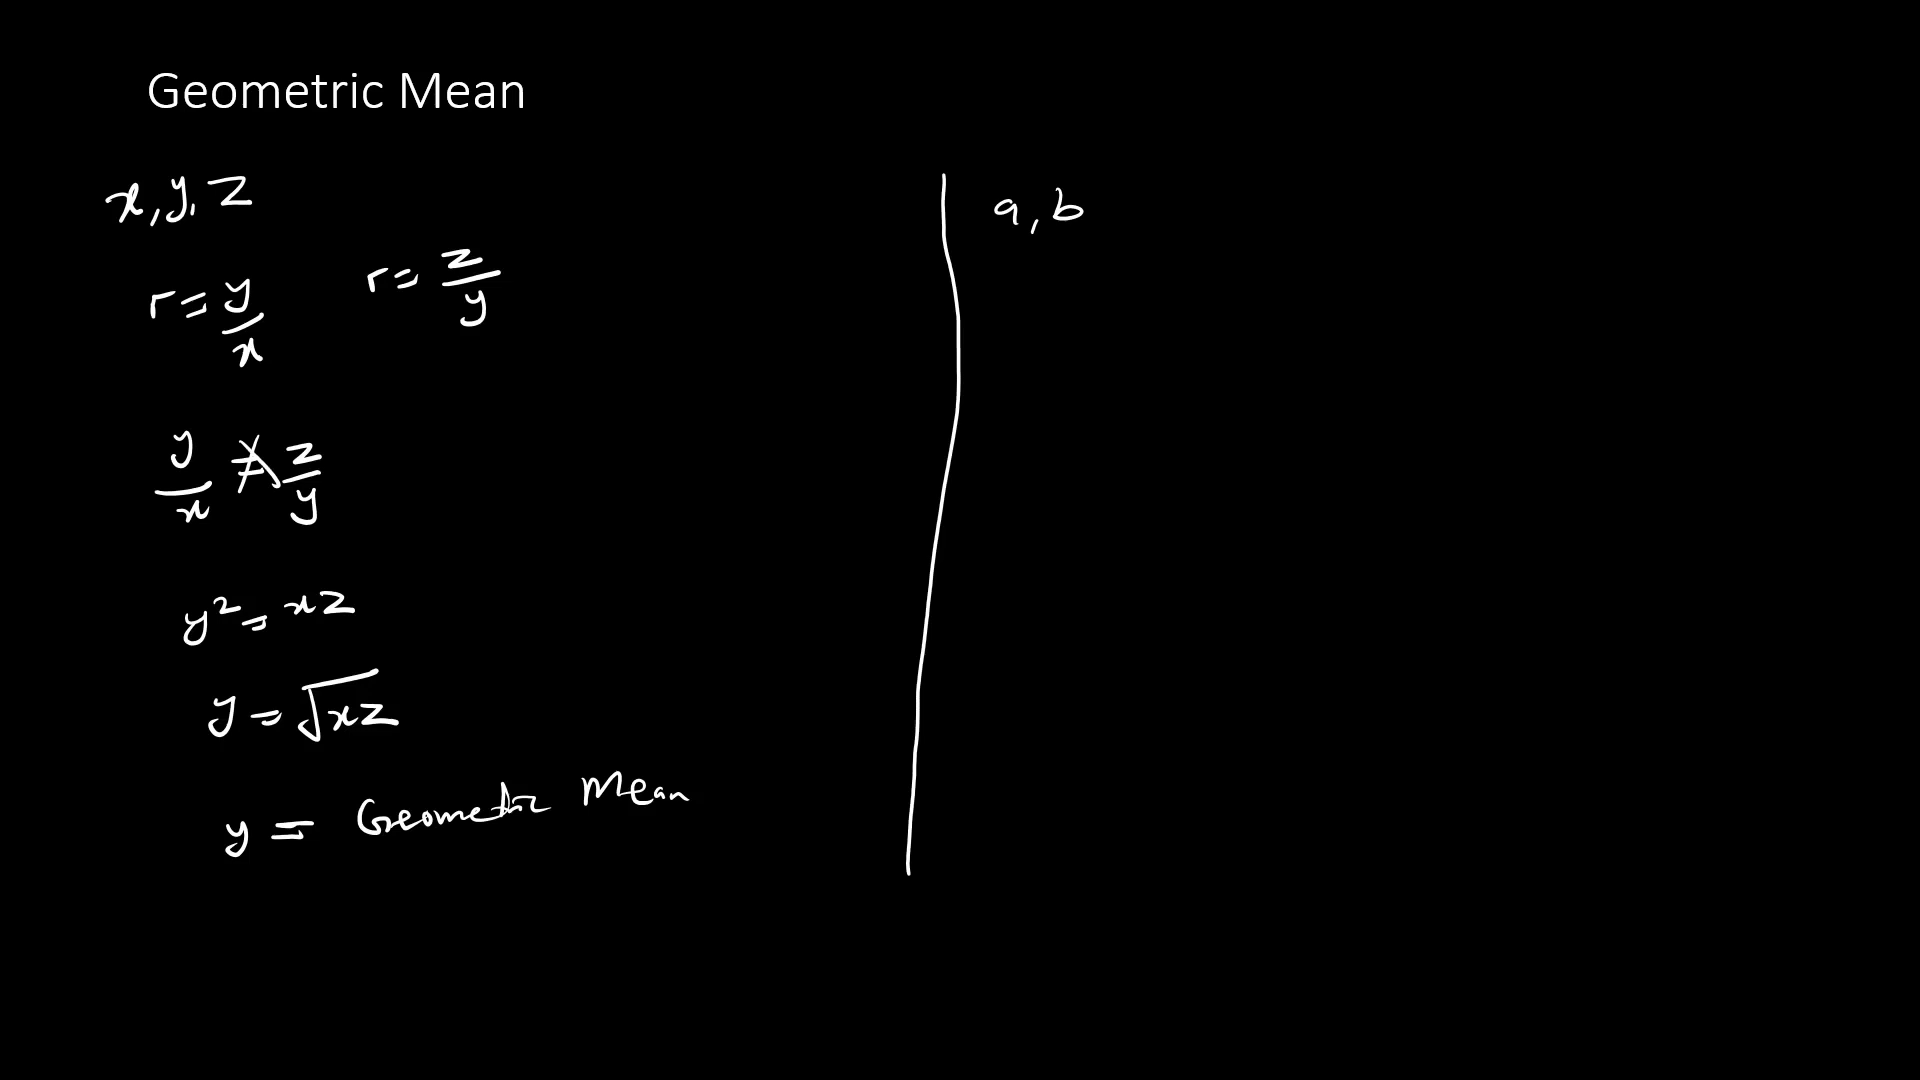 Geometric Mean
x, y, z
r = y/x r = z/y
y/x = z/y
y² = xz
y = √xz
y = Geometric Mean
a, b